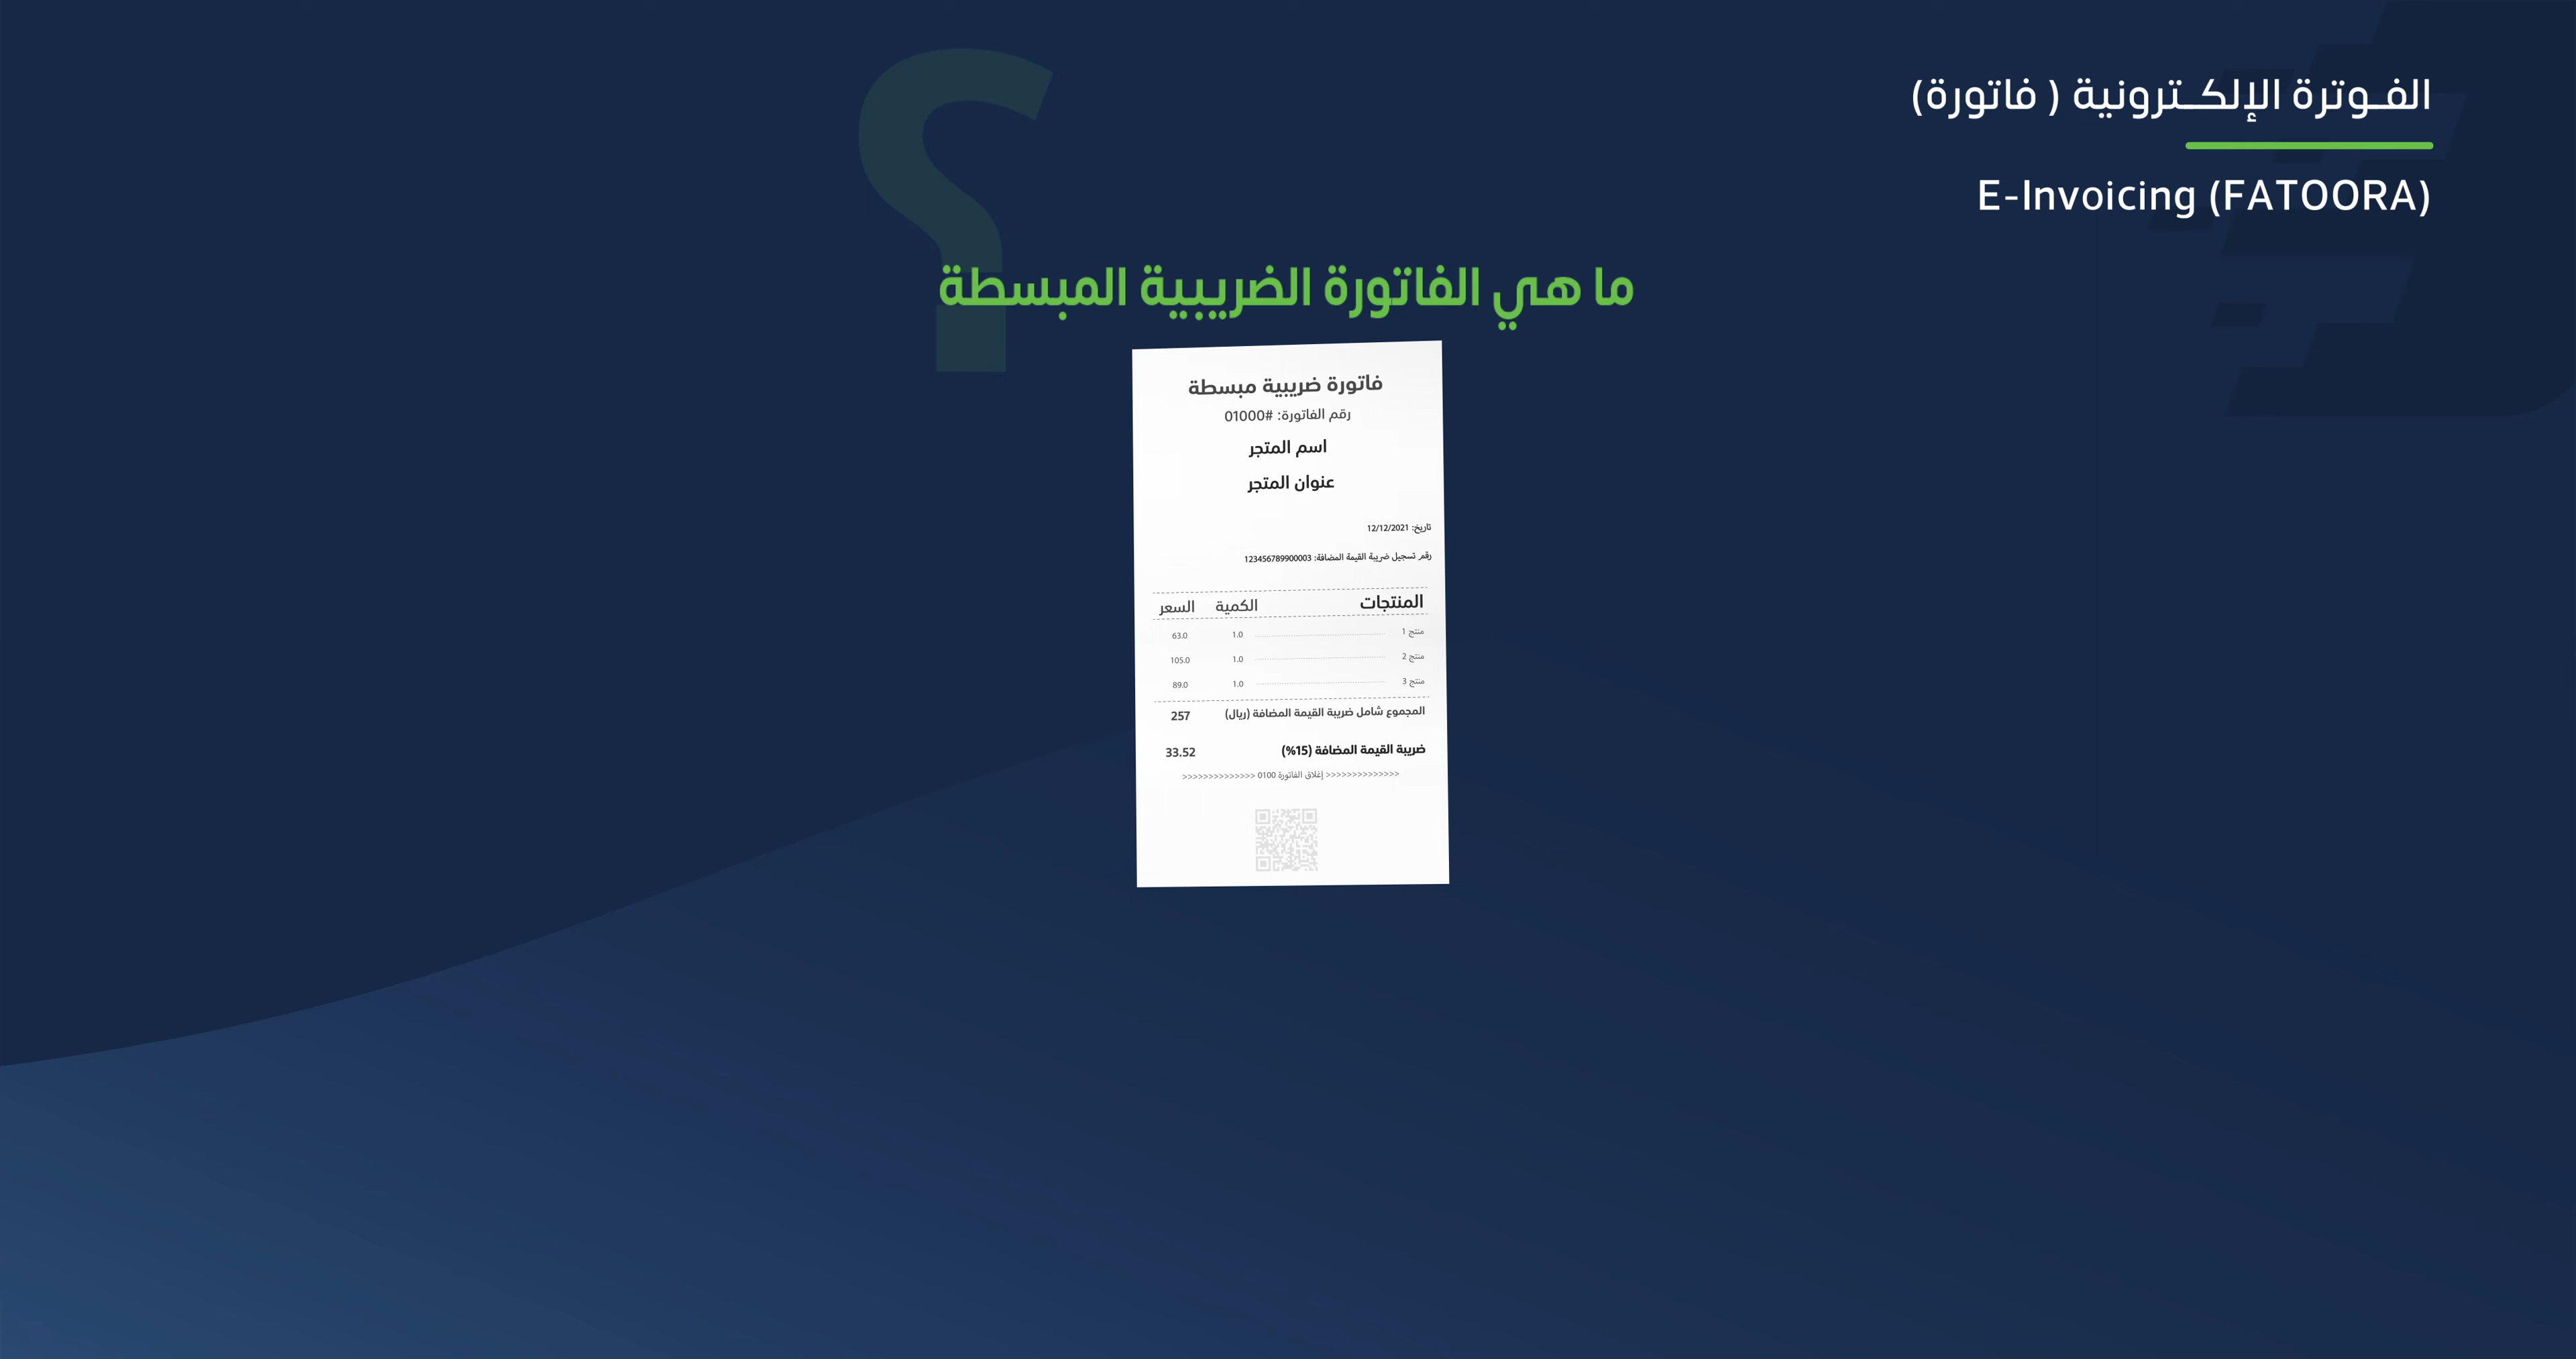 الفـوترة الإلكـترونية ( فاتورة)
E-Invoicing (FATOORA)
ما هي الفاتورة الضريبية المبسطة
؟
فاتورة ضريبية مبسطة
رقم الفاتورة: #01000
اسم المتجر
عنوان المتجر
تاريخ: 12/12/2021
رقم تسجيل ضريبة القيمة المضافة: 123456789900003
المنتجات الكمية السعر
منتج 1 1.0 63.0
منتج 2 1.0 105.0
منتج 3 1.0 89.0
المجموع شامل ضريبة القيمة المضافة (ريال) 257
ضريبة القيمة المضافة (15%) 33.52
>>>>>>>>>>>>>> إغلاق الفاتورة 0100 <<<<<<<<<<<<<<